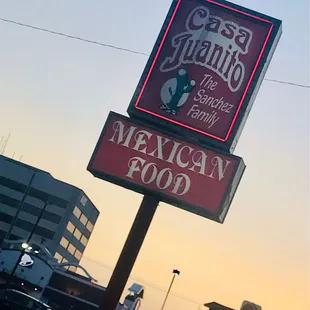 Casa
Juanito
The
Sanchez
Family
MEXICAN
FOOD